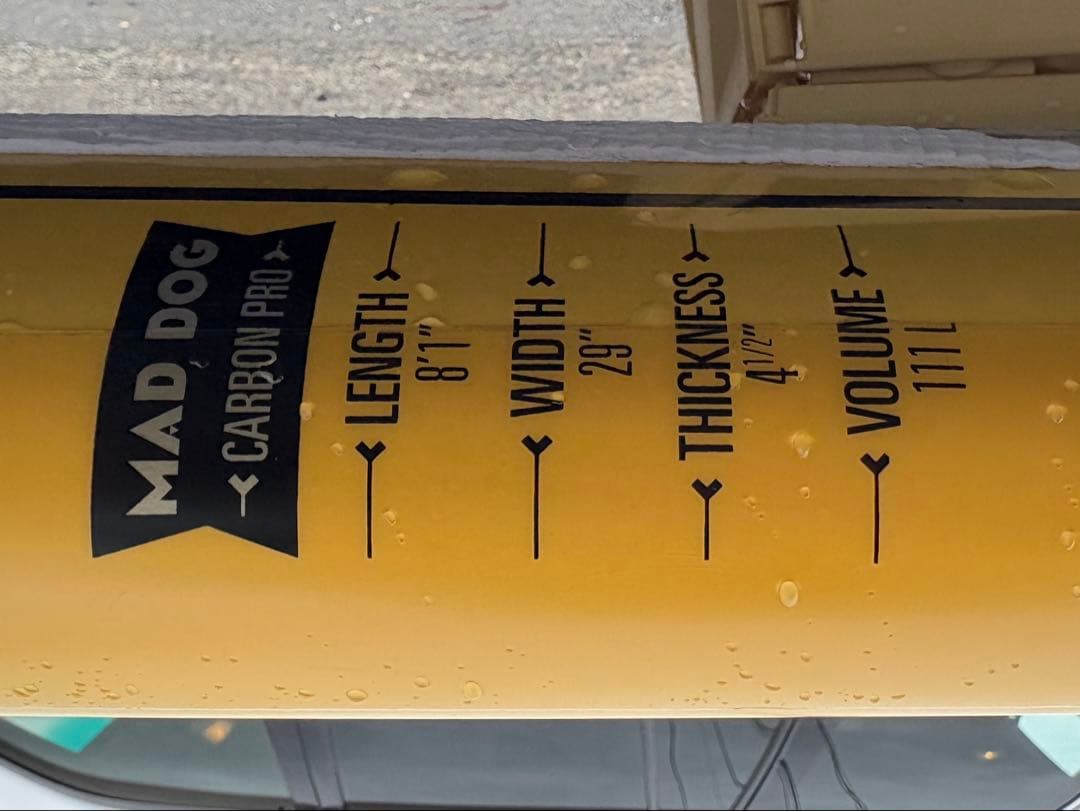 MAD DOG
CARBON PRO
LENGTH
8'1"
WIDTH
29"
THICKNESS
4 1/2"
VOLUME
111 L